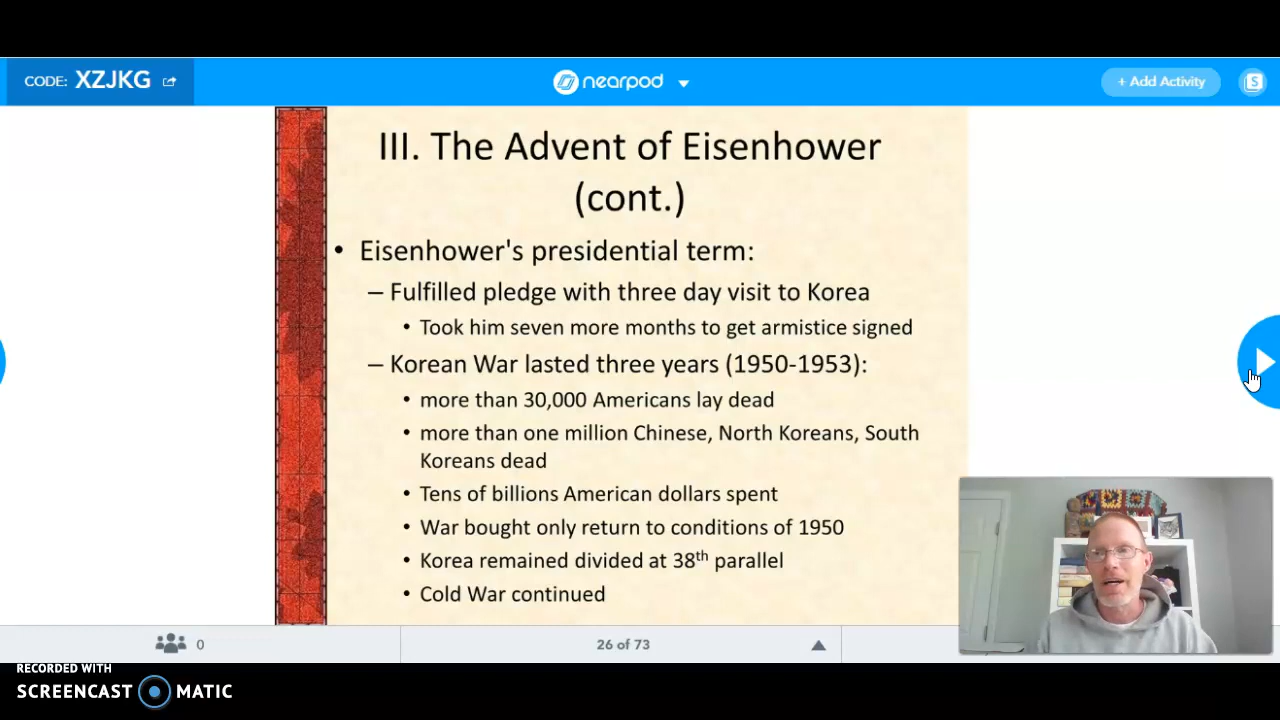 CODE: XZJKG
nearpod
+ Add Activity
S
III. The Advent of Eisenhower
(cont.)
• Eisenhower's presidential term:
– Fulfilled pledge with three day visit to Korea
• Took him seven more months to get armistice signed
– Korean War lasted three years (1950-1953):
• more than 30,000 Americans lay dead
• more than one million Chinese, North Koreans, South
Koreans dead
• Tens of billions American dollars spent
• War bought only return to conditions of 1950
• Korea remained divided at 38th parallel
• Cold War continued
0
26 of 73
RECORDED WITH
SCREENCAST MATIC